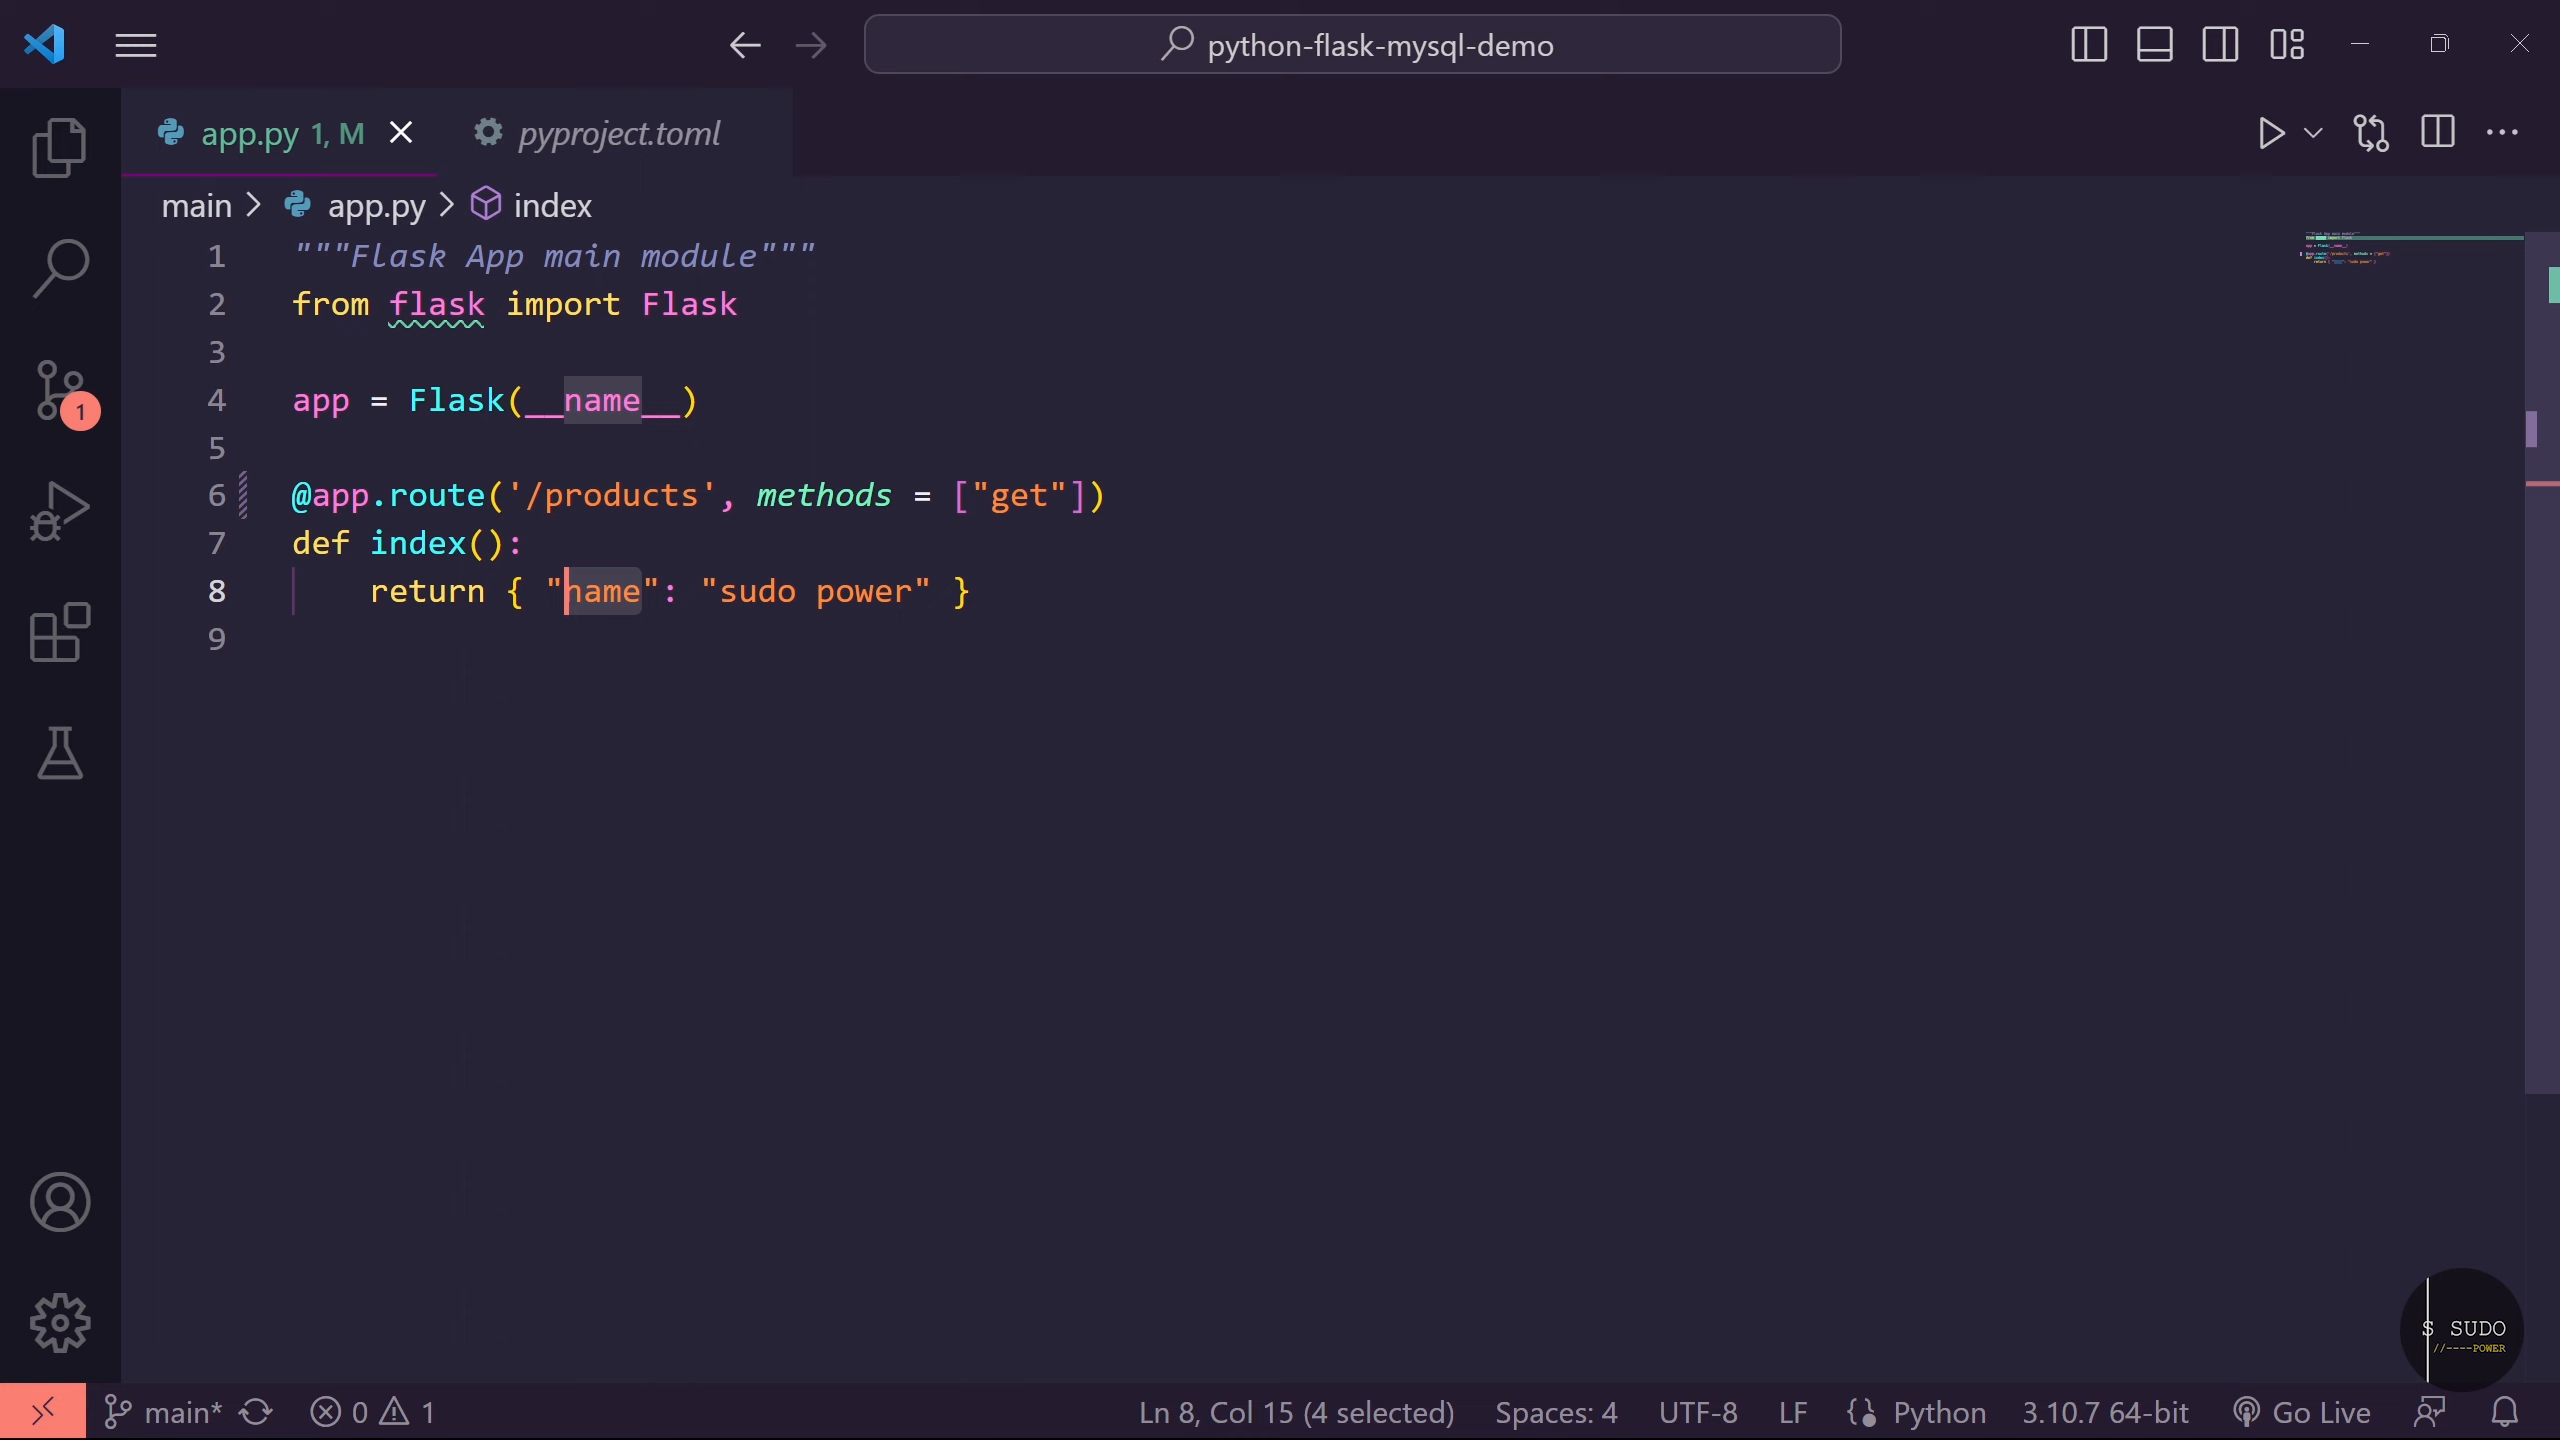 python-flask-mysql-demo
app.py 1, M
pyproject.toml
main > app.py > index
1 """Flask App main module"""
2 from flask import Flask
3
4 app = Flask(__name__)
5
6 @app.route('/products', methods = ["get"])
7 def index():
8     return { "name": "sudo power" }
9
1
S SUDO
//----POWER
main* 0 1 Ln 8, Col 15 (4 selected) Spaces: 4 UTF-8 LF Python 3.10.7 64-bit Go Live